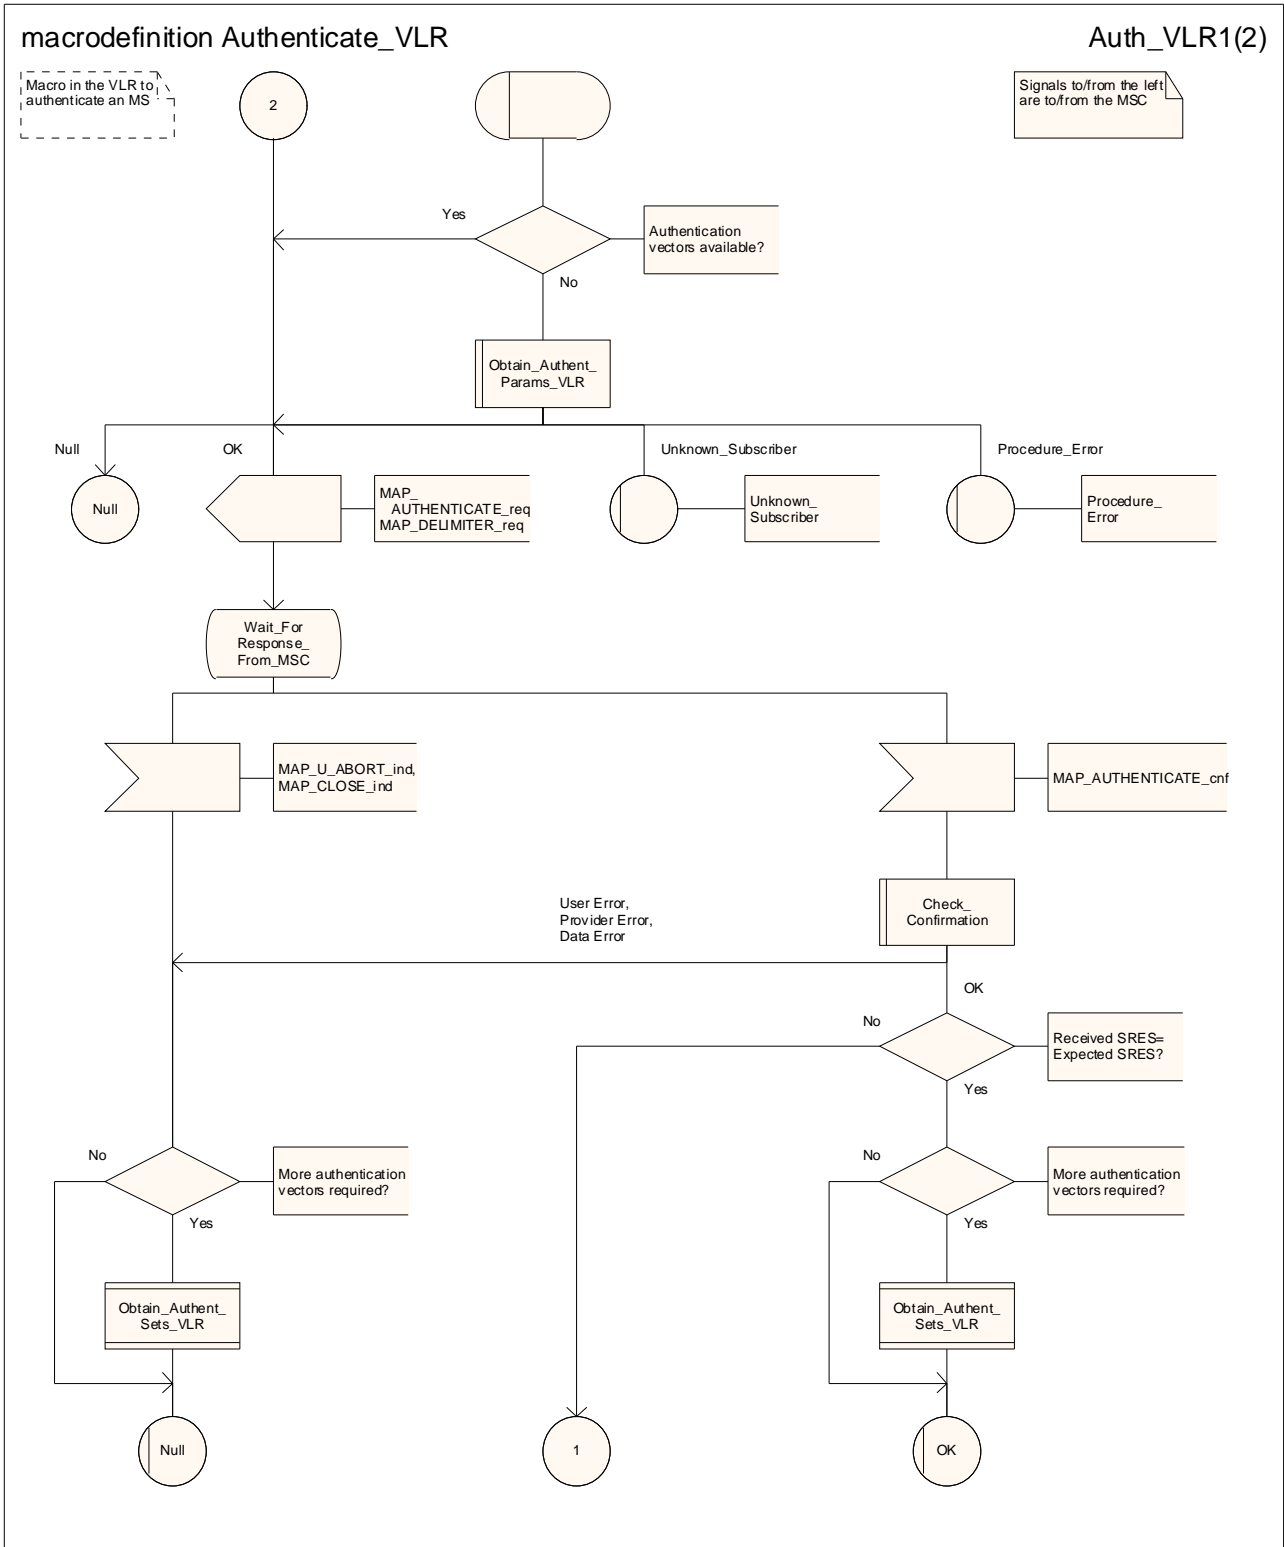 macrodefinition Authenticate_VLR
Auth_VLR1(2)
Macro in the VLR to
authenticate an MS
2
Signals to/from the left
are to/from the MSC
Yes
Authentication
vectors available?
No
Obtain_Authent_
Params_VLR
Null
OK
Unknown_Subscriber
Procedure_Error
Null
MAP_
AUTHENTICATE_req
MAP_DELIMITER_req
Unknown_
Subscriber
Procedure_
Error
Wait_For
Response_
From_MSC
MAP_U_ABORT_ind,
MAP_CLOSE_ind
MAP_AUTHENTICATE_cnf
User Error,
Provider Error,
Data Error
Check_
Confirmation
OK
No
Received SRES=
Expected SRES?
Yes
No
More authentication
vectors required?
Yes
No
More authentication
vectors required?
Yes
Obtain_Authent_
Sets_VLR
Obtain_Authent_
Sets_VLR
Null
1
OK